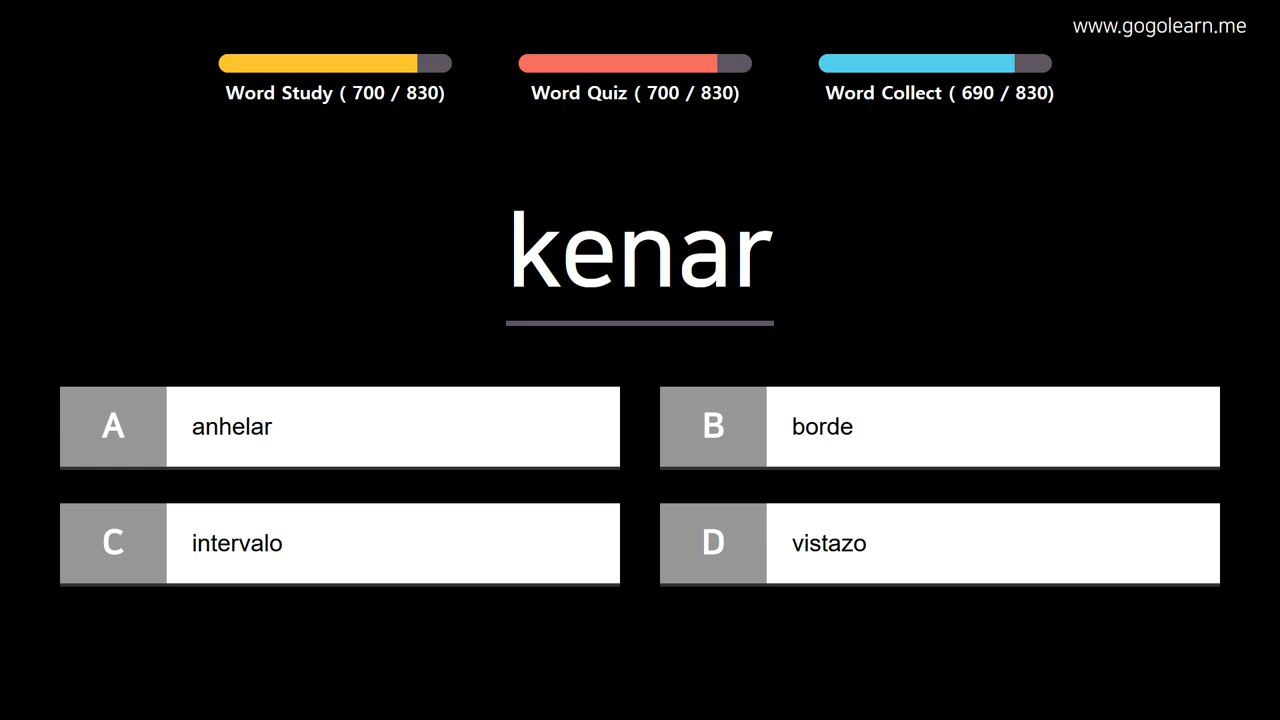 www.gogolearn.me
Word Study ( 700 / 830)
Word Quiz ( 700 / 830)
Word Collect ( 690 / 830)
kenar
A anhelar
B borde
C intervalo
D vistazo